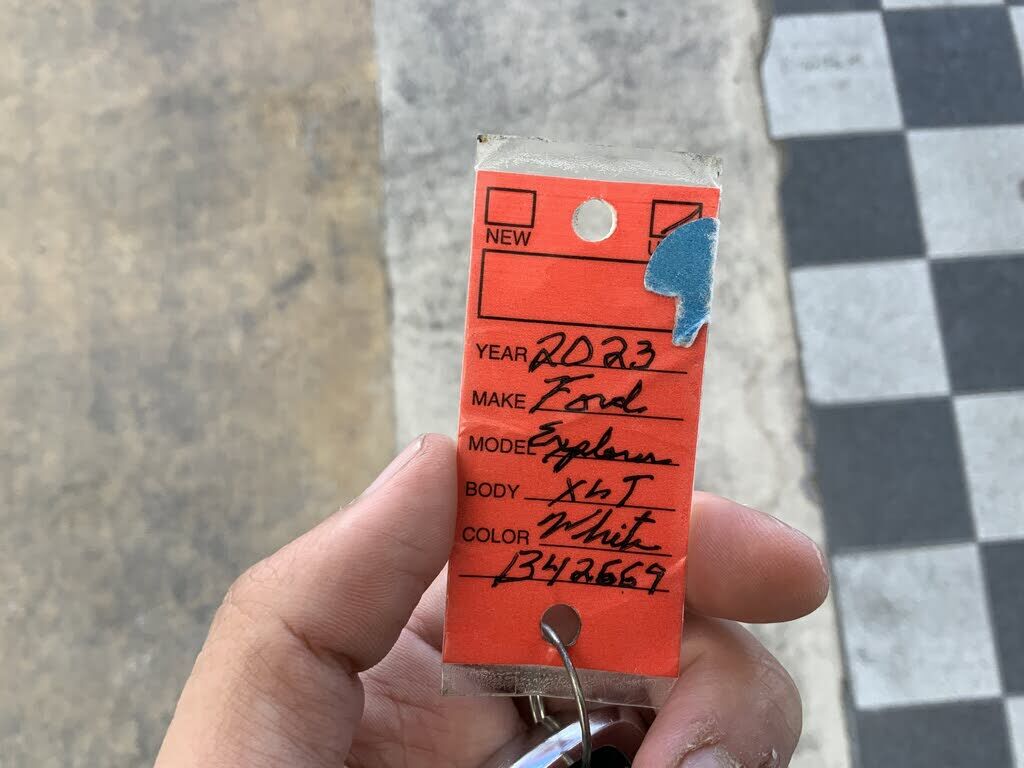 NEW
YEAR 2023
MAKE Ford
MODEL Explorer
BODY XLT
COLOR White
B42669